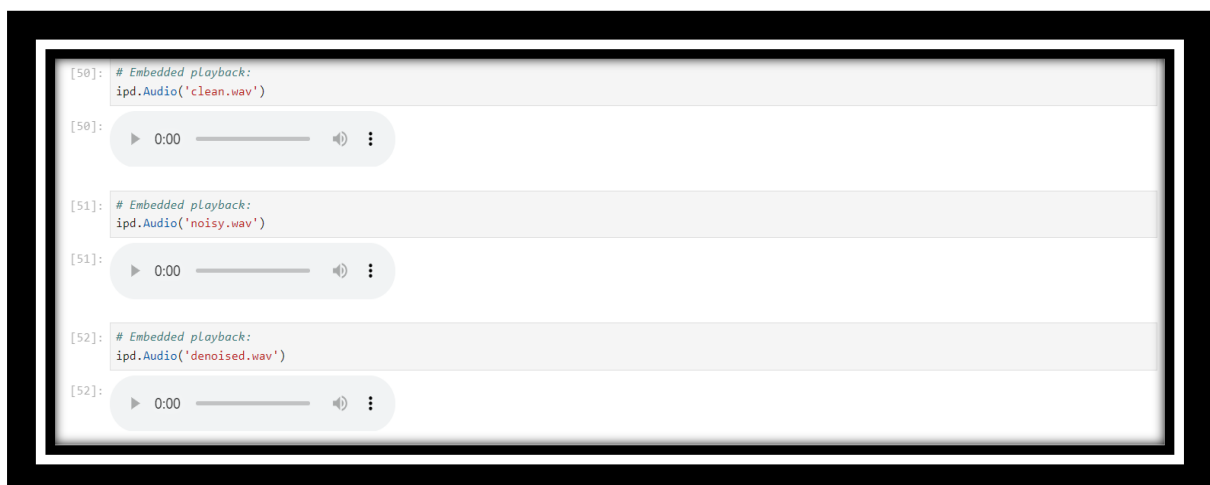 [50]: # Embedded playback:
ipd.Audio('clean.wav')
[50]:
0:00
[51]: # Embedded playback:
ipd.Audio('noisy.wav')
[51]:
0:00
[52]: # Embedded playback:
ipd.Audio('denoised.wav')
[52]:
0:00